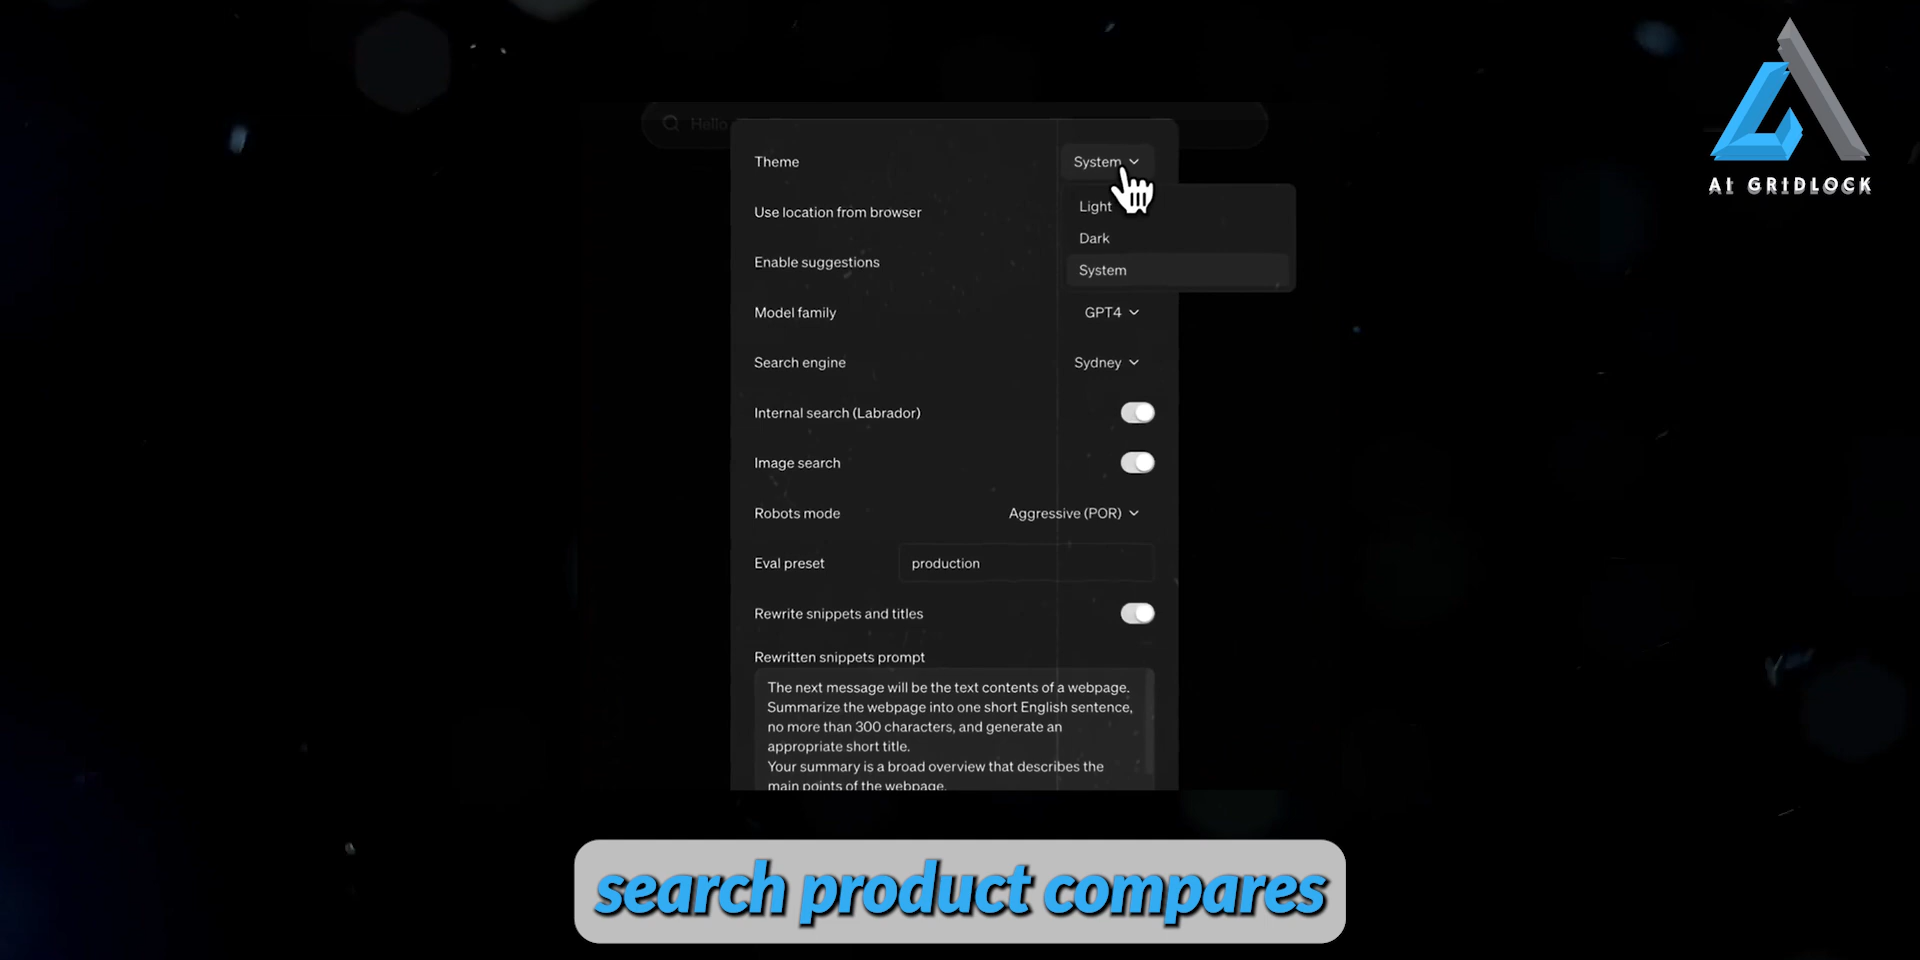 AI GRIDLOCK
Hello
Theme System
Use location from browser Light
Dark
Enable suggestions System
Model family GPT4
Search engine Sydney
Internal search (Labrador)
Image search
Robots mode Aggressive (POR)
Eval preset production
Rewrite snippets and titles
Rewritten snippets prompt
The next message will be the text contents of a webpage.
Summarize the webpage into one short English sentence,
no more than 300 characters, and generate an
appropriate short title.
Your summary is a broad overview that describes the
main points of the webpage.
search product compares